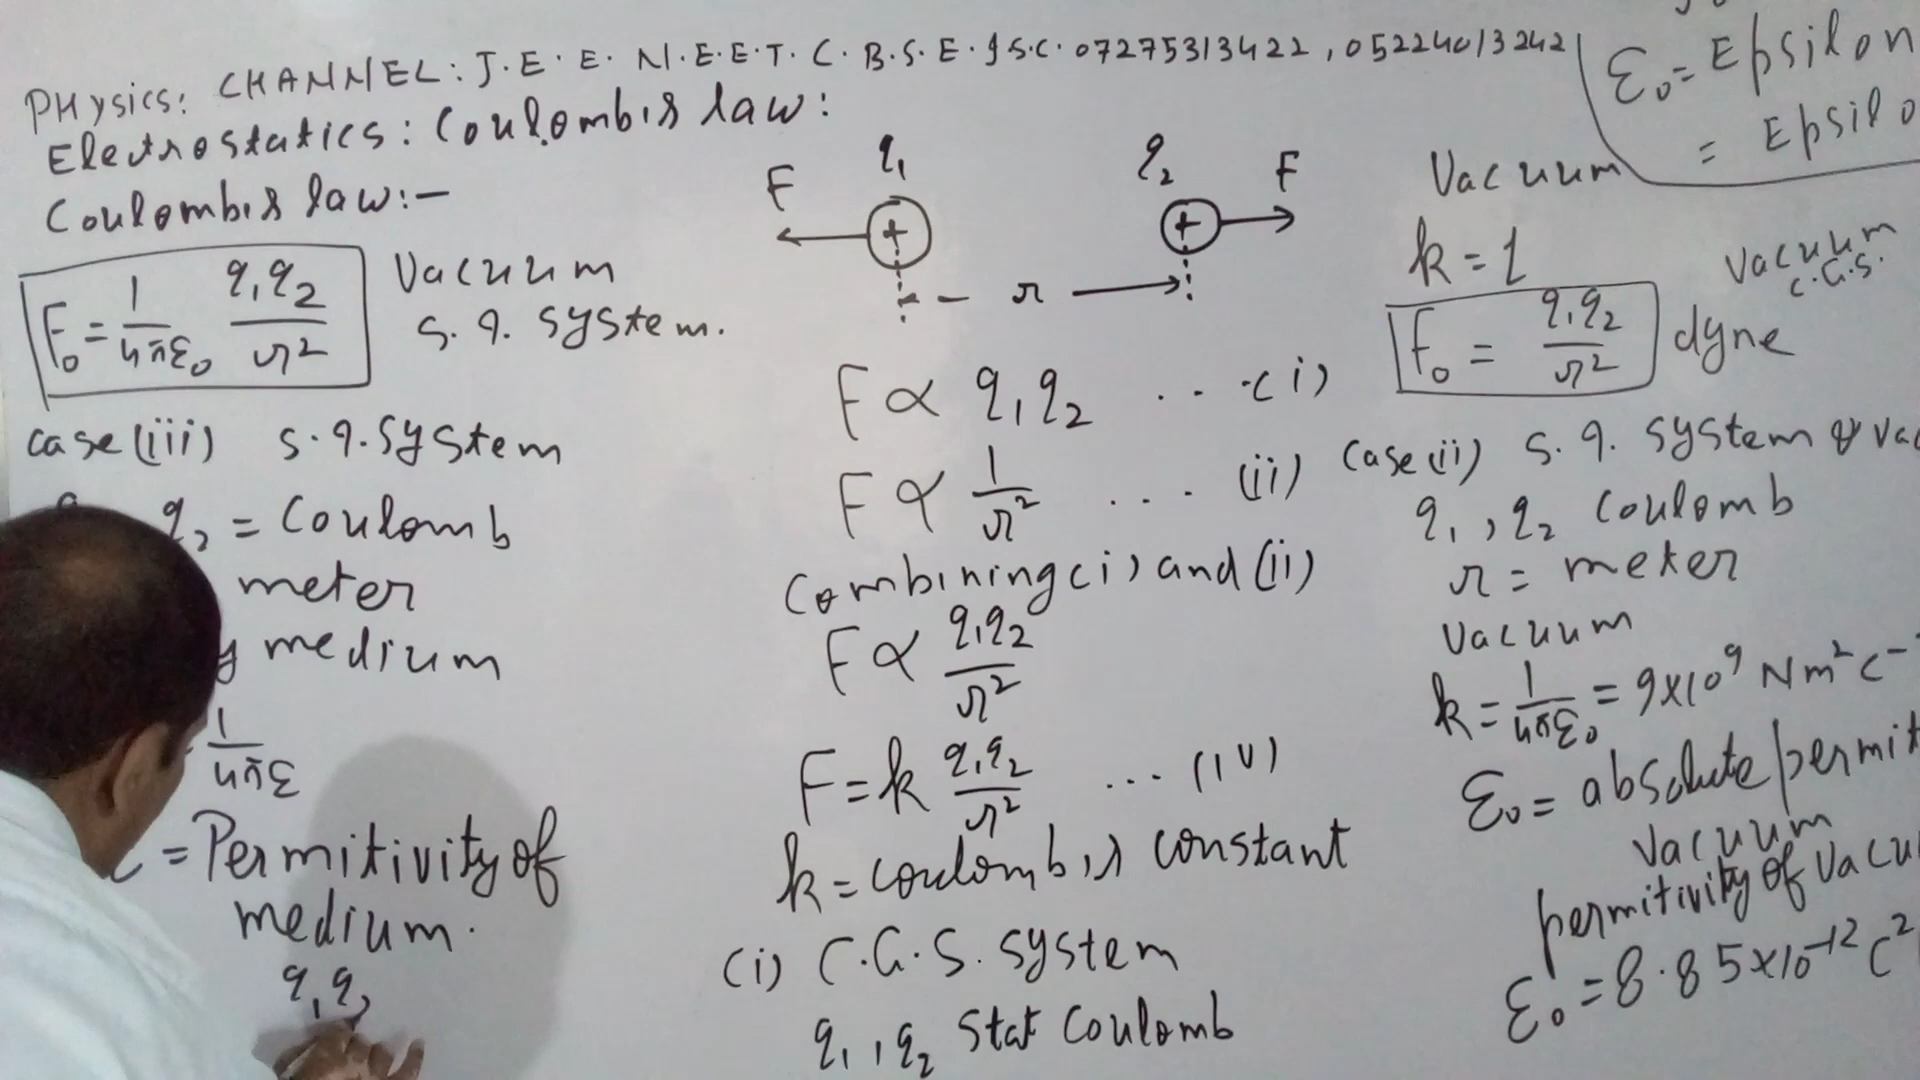 PHYsics: CHANNEL: J.E.E. N.E.E.T. C.B.S.E. I S.C. 07275313422, 05224013242
Electrostatics: Coulomb's law:
Coulomb's law:-
F₀ = 1/4πε₀ q₁q₂/r²
Vacuum
S.I. System.
case (iii) S.I. System
q₂ = Coulomb
meter
medium
1/4πε
= Permitivity of
medium.
q₁q₂
F q₁ q₂ F
+ +
r
F ∝ q₁q₂ ... (i)
F ∝ 1/r² .... (ii)
Combining (i) and (ii)
F ∝ q₁q₂/r²
F = k q₁q₂/r² ... (IV)
k = coulomb's constant
(i) C.G.S. System
q₁, q₂ Stat Coulomb
ε₀ = Epsilon
= Epsilo
Vacuum
k = 1
Vacuum
C.G.S.
F₀ = q₁q₂/r² dyne
Case (ii) S.I. System & Vac
q₁, q₂ Coulomb
r = meter
Vacuum
k = 1/4πε₀ = 9×10⁹ Nm²C⁻
ε₀ = absolute permit
Vacuum
permitivity of Vacu
ε₀ = 8.85×10⁻¹² C²